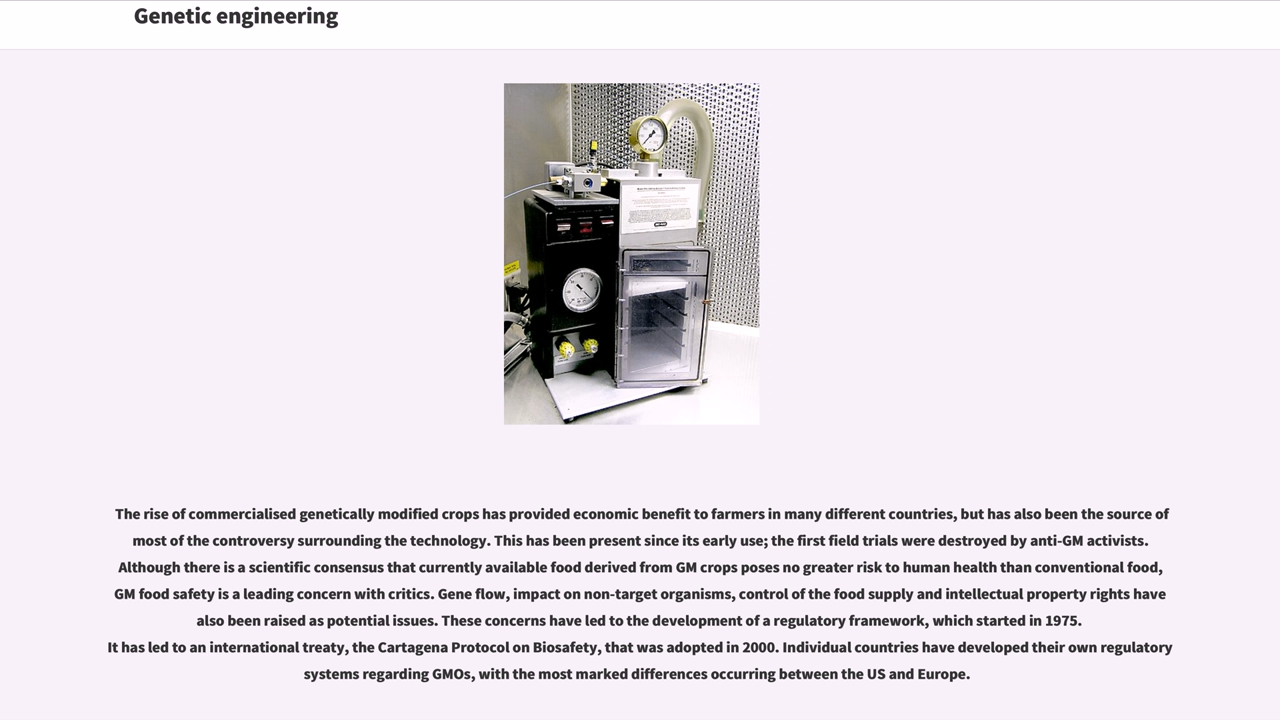 Genetic engineering
The rise of commercialised genetically modified crops has provided economic benefit to farmers in many different countries, but has also been the source of
most of the controversy surrounding the technology. This has been present since its early use; the first field trials were destroyed by anti-GM activists.
Although there is a scientific consensus that currently available food derived from GM crops poses no greater risk to human health than conventional food,
GM food safety is a leading concern with critics. Gene flow, impact on non-target organisms, control of the food supply and intellectual property rights have
also been raised as potential issues. These concerns have led to the development of a regulatory framework, which started in 1975.
It has led to an international treaty, the Cartagena Protocol on Biosafety, that was adopted in 2000. Individual countries have developed their own regulatory
systems regarding GMOs, with the most marked differences occurring between the US and Europe.